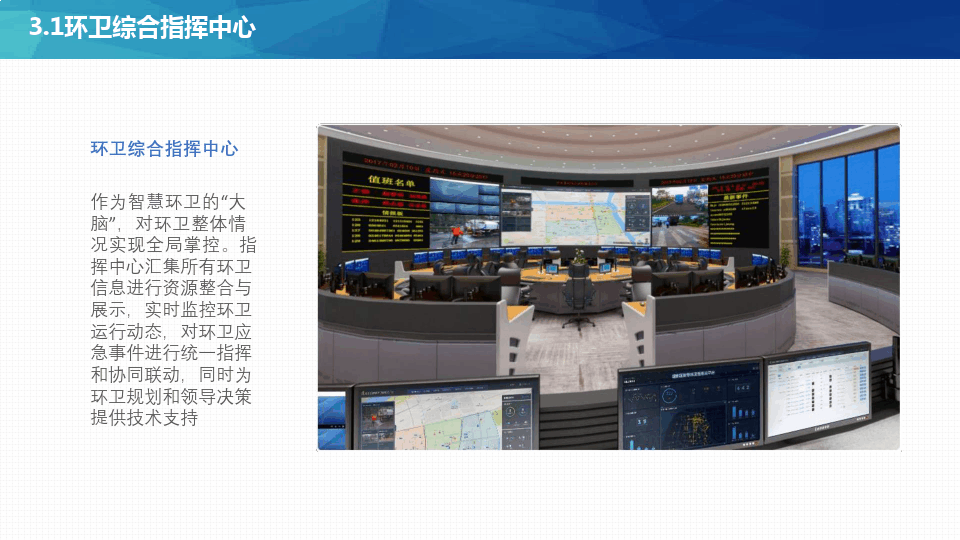 3.1环卫综合指挥中心
环卫综合指挥中心
作为智慧环卫的“大
脑”，对环卫整体情
况实现全局掌控。指
挥中心汇集所有环卫
信息进行资源整合与
展示，实时监控环卫
运行动态，对环卫应
急事件进行统一指挥
和协同联动，同时为
环卫规划和领导决策
提供技术支持
值班名单
最新事件